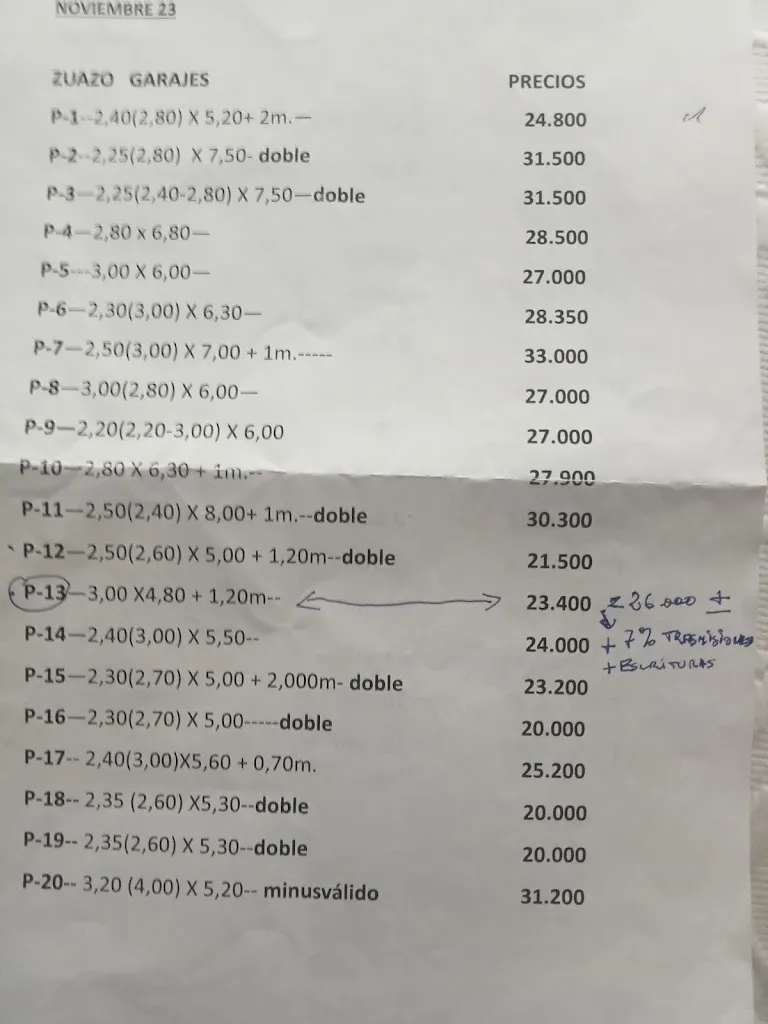 NOVIEMBRE 23
ZUAZO GARAJES PRECIOS
P-1--2,40(2,80) X 5,20+ 2m.— 24.800
P-2--2,25(2,80) X 7,50- doble 31.500
P-3—2,25(2,40-2,80) X 7,50—doble 31.500
P-4—2,80 x 6,80— 28.500
P-5---3,00 X 6,00— 27.000
P-6—2,30(3,00) X 6,30— 28.350
P-7—2,50(3,00) X 7,00 + 1m.----- 33.000
P-8—3,00(2,80) X 6,00— 27.000
P-9—2,20(2,20-3,00) X 6,00 27.000
P-10—2,80 X 6,30 + 1m.-- 27.900
P-11—2,50(2,40) X 8,00+ 1m.--doble 30.300
P-12—2,50(2,60) X 5,00 + 1,20m--doble 21.500
P-13—3,00 X4,80 + 1,20m-- 23.400 ≤ 26.000 ±
P-14—2,40(3,00) X 5,50-- 24.000 + 7% TRASMISIONES
+ ESCRITURAS
P-15—2,30(2,70) X 5,00 + 2,000m- doble 23.200
P-16—2,30(2,70) X 5,00-----doble 20.000
P-17-- 2,40(3,00)X5,60 + 0,70m. 25.200
P-18-- 2,35 (2,60) X5,30--doble 20.000
P-19-- 2,35(2,60) X 5,30--doble 20.000
P-20-- 3,20 (4,00) X 5,20-- minusválido 31.200